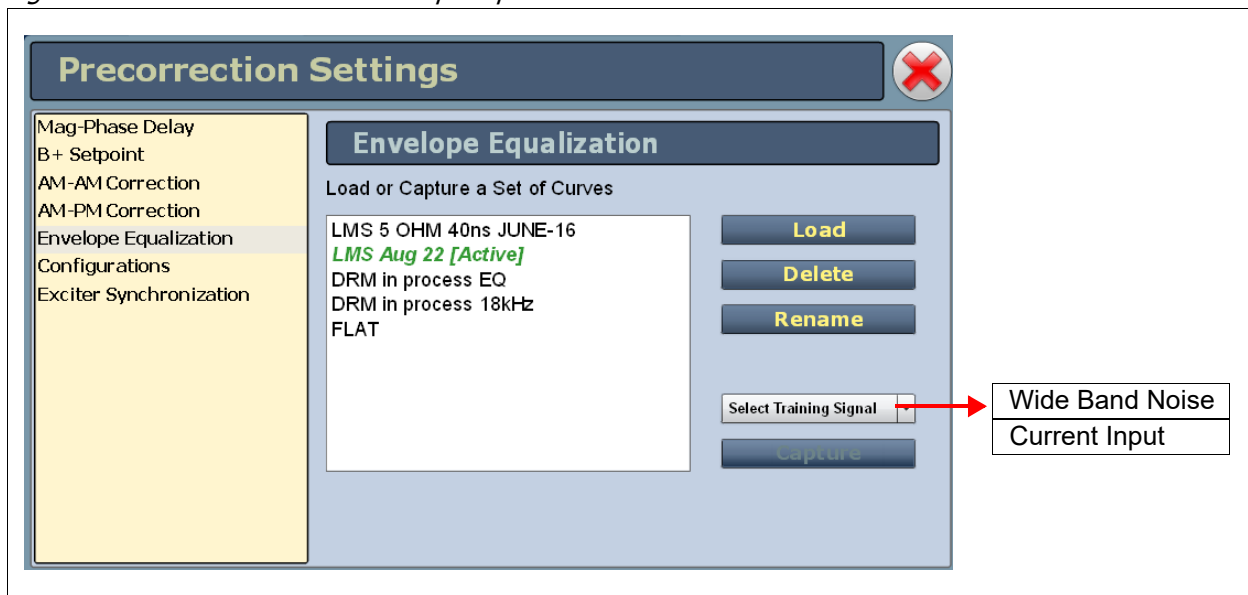 Precorrection Settings
Mag-Phase Delay
B+ Setpoint
AM-AM Correction
AM-PM Correction
Envelope Equalization
Configurations
Exciter Synchronization
Envelope Equalization
Load or Capture a Set of Curves
LMS 5 OHM 40ns JUNE-16
LMS Aug 22 [Active]
DRM in process EQ
DRM in process 18kHz
FLAT
Load
Delete
Rename
Select Training Signal
Capture
Wide Band Noise
Current Input